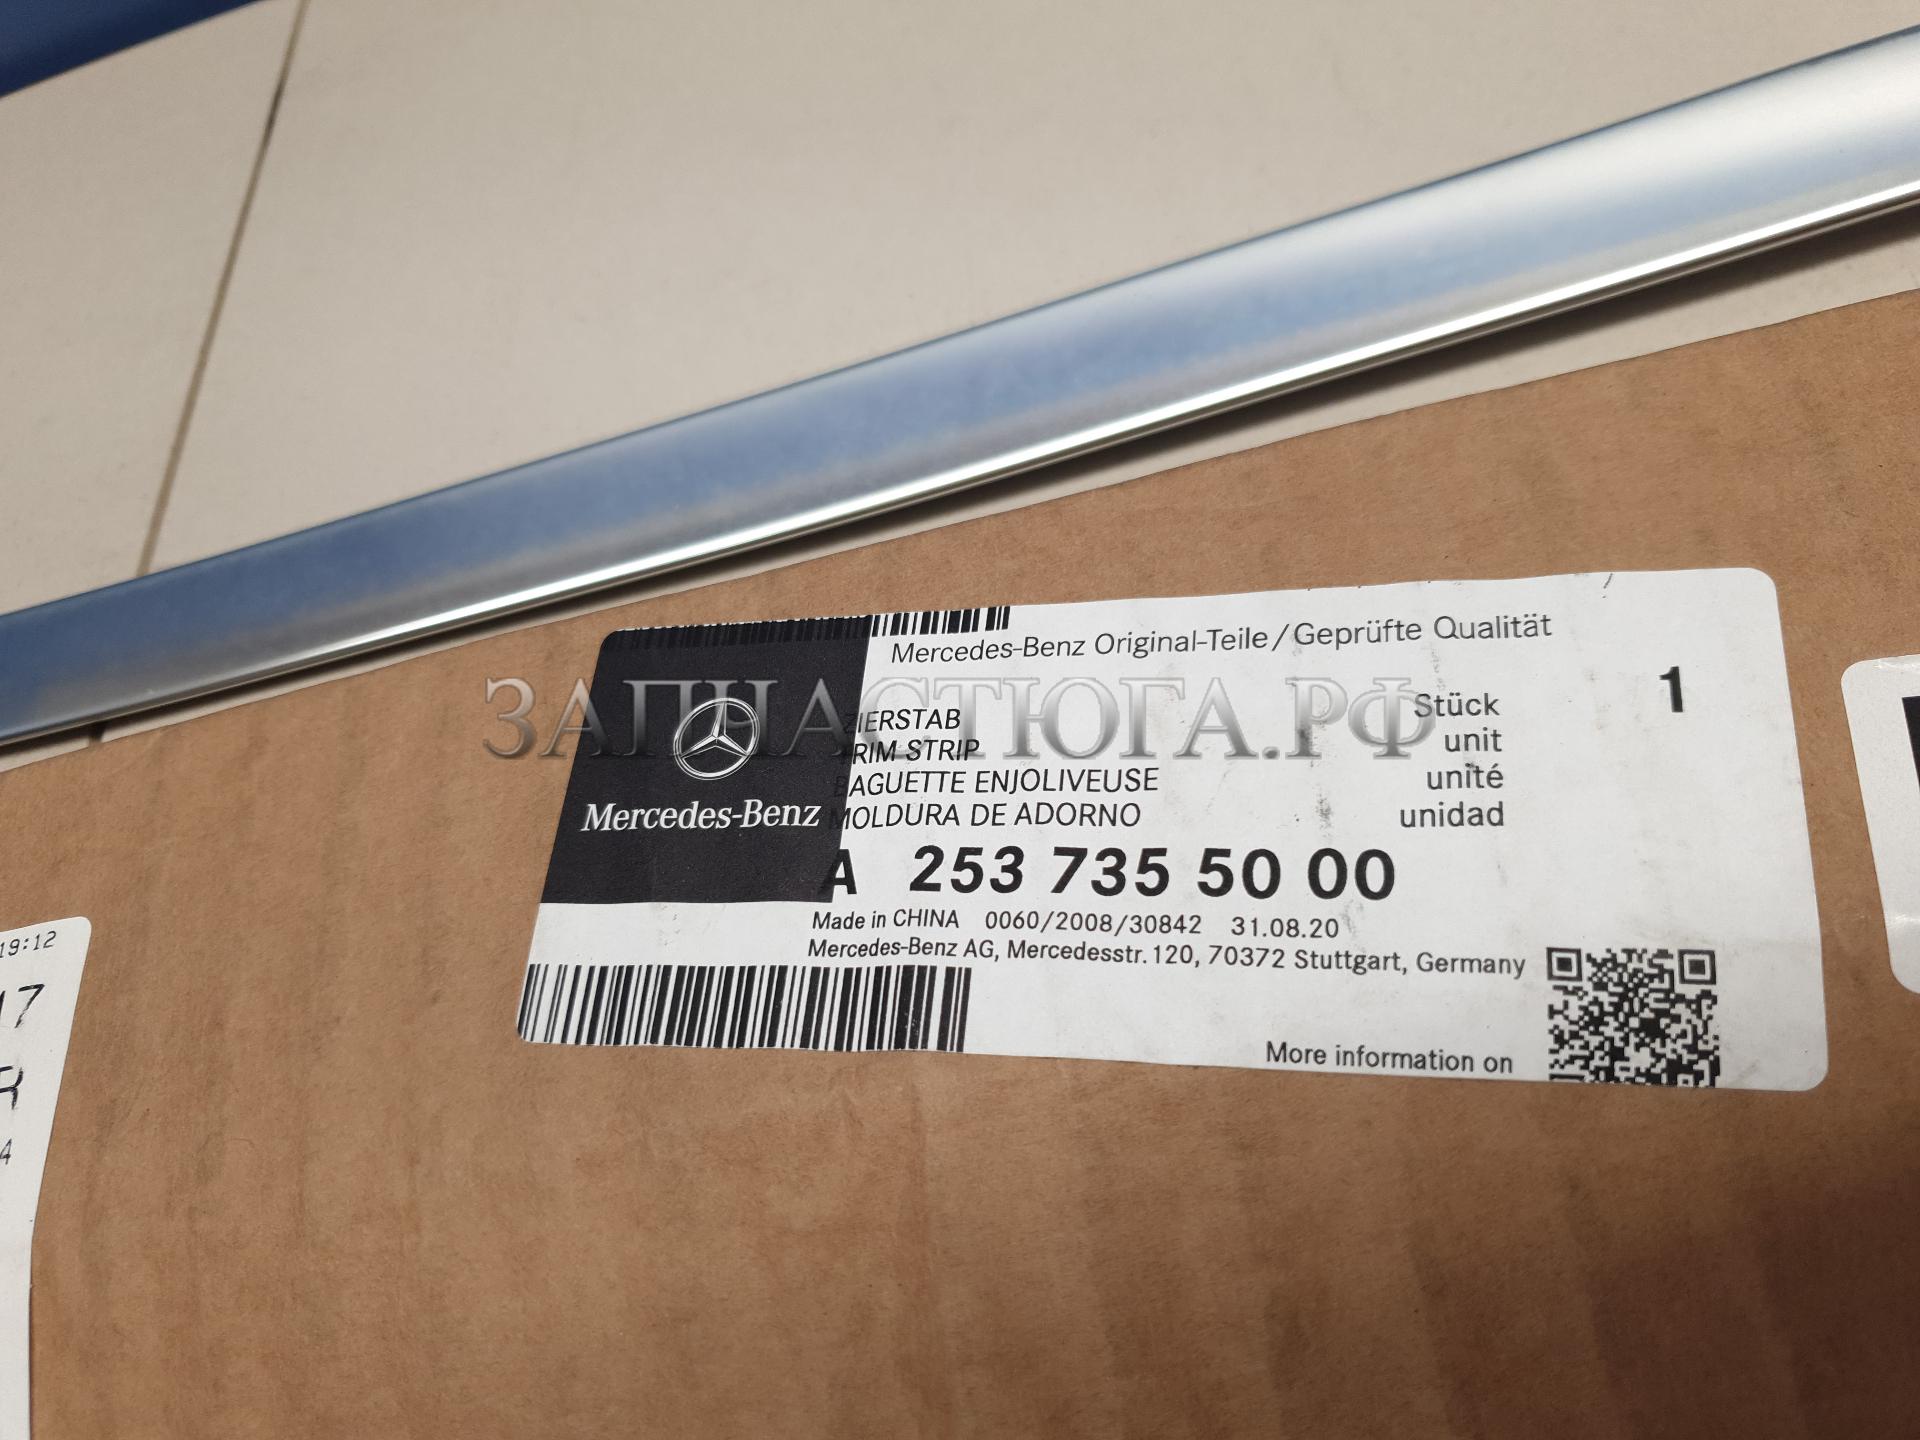 Mercedes-Benz Original-Teile/Geprüfte Qualität
ЗАПЧАСТЮГА.РФ
Mercedes-Benz
ZIERSTAB
TRIM STRIP
BAGUETTE ENJOLIVEUSE
MOLDURA DE ADORNO
Stück
unit
unité
unidad
1
A 253 735 50 00
Made in CHINA 0060/2008/30842 31.08.20
Mercedes-Benz AG, Mercedesstr.120, 70372 Stuttgart, Germany
More information on
19:12
17
4